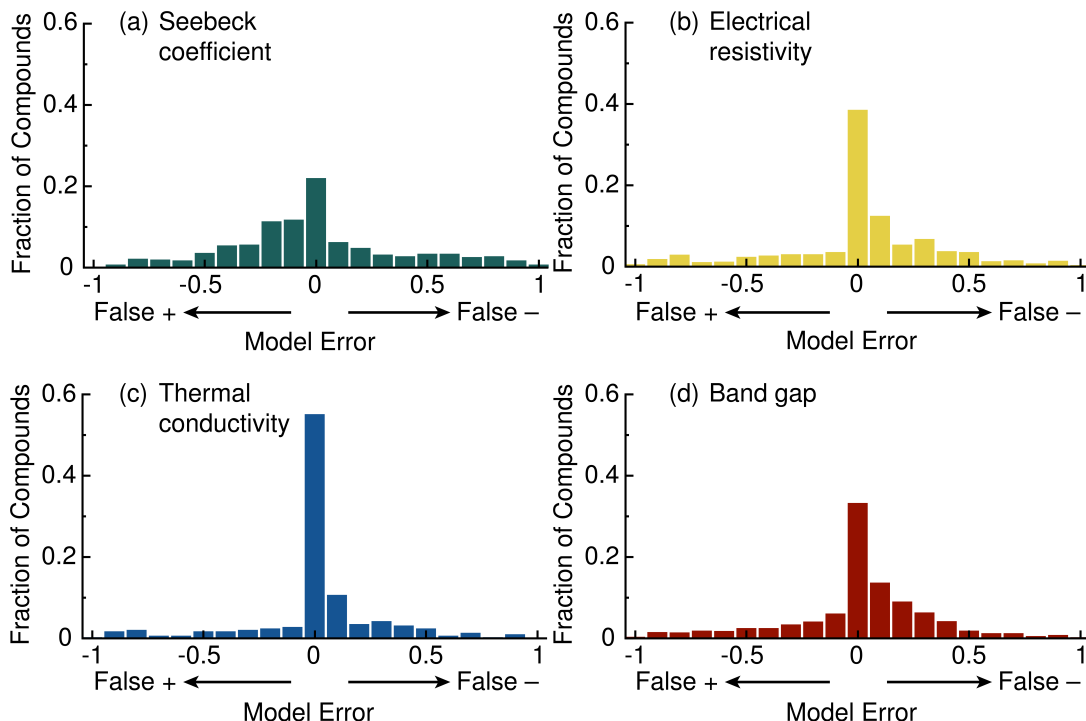 (a) Seebeck
coefficient
Fraction of Compounds
0.6
0.4
0.2
0
-1
-0.5
0
0.5
1
False +
False –
Model Error
(b) Electrical
resistivity
Fraction of Compounds
0.6
0.4
0.2
0
-1
-0.5
0
0.5
1
False +
False –
Model Error
(c) Thermal
conductivity
Fraction of Compounds
0.6
0.4
0.2
0
-1
-0.5
0
0.5
1
False +
False –
Model Error
(d) Band gap
Fraction of Compounds
0.6
0.4
0.2
0
-1
-0.5
0
0.5
1
False +
False –
Model Error